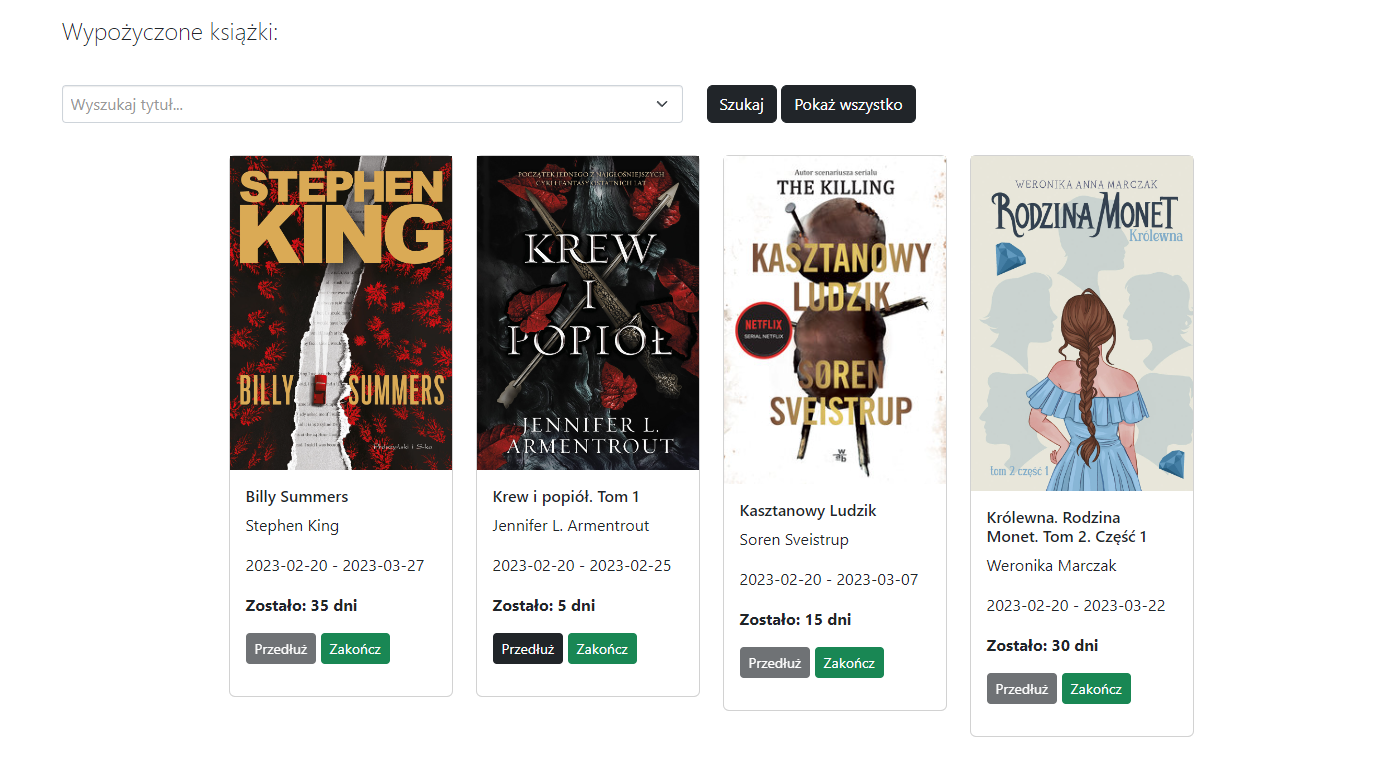 Wypożyczone książki:
Wyszukaj tytuł...
Szukaj
Pokaż wszystko
STEPHEN
KING
BILLY SUMMERS
Prószyński i S-ka
Billy Summers
Stephen King
2023-02-20 - 2023-03-27
Zostało: 35 dni
Przedłuż
Zakończ
POCZĄTEK JEDNEGO Z NAJGŁOŚNIEJSZYCH
CYKLI FANTASY OSTATNICH LAT
KREW
I
POPIÓŁ
JENNIFER L.
ARMENTROUT
Krew i popiół. Tom 1
Jennifer L. Armentrout
2023-02-20 - 2023-02-25
Zostało: 5 dni
Przedłuż
Zakończ
Autor scenariusza serialu
THE KILLING
KASZTANOWY
LUDZIK
NETFLIX
SERIAL NETFLIX
SØREN
SVEISTRUP
Kasztanowy Ludzik
Soren Sveistrup
2023-02-20 - 2023-03-07
Zostało: 15 dni
Przedłuż
Zakończ
WERONIKA ANNA MARCZAK
RODZINA MONET
Królewna
tom 2 część 1
Królewna. Rodzina
Monet. Tom 2. Część 1
Weronika Marczak
2023-02-20 - 2023-03-22
Zostało: 30 dni
Przedłuż
Zakończ